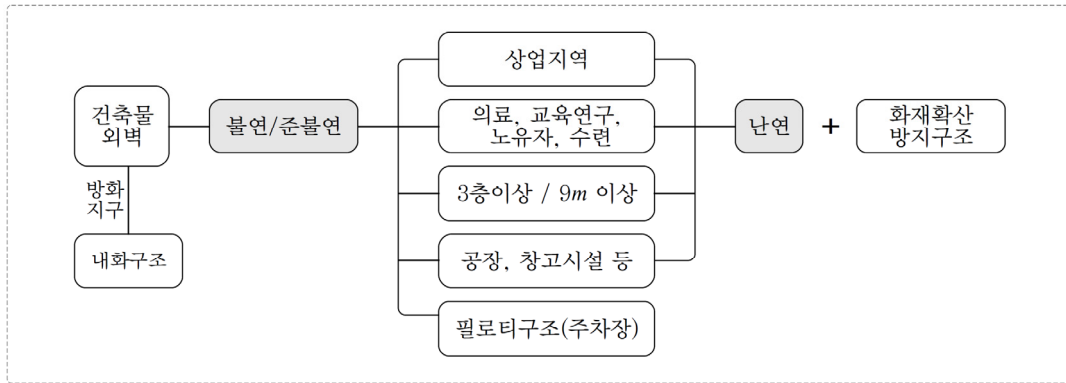 건축물
외벽
방화
지구
내화구조
불연/준불연
상업지역
의료, 교육연구,
노유자, 수련
3층이상 / 9m 이상
공장, 창고시설 등
필로티구조(주차장)
난연
+
화재확산
방지구조